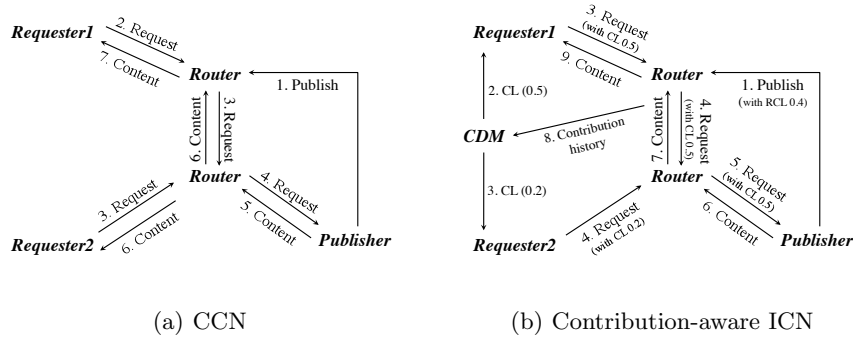 Requester1
2. Request
7. Content
Router
1. Publish
6. Content
3. Request
Router
3. Request
6. Content
4. Request
5. Content
Requester2
Publisher
(a) CCN
Requester1
3. Request
(with CL 0.5)
9. Content
Router
2. CL (0.5)
1. Publish
(with RCL 0.4)
CDM
8. Contribution
history
7. Content
4. Request
(with CL 0.5)
Router
3. CL (0.2)
5. Request
(with CL 0.5)
6. Content
4. Request
(with CL 0.2)
Requester2
Publisher
(b) Contribution-aware ICN